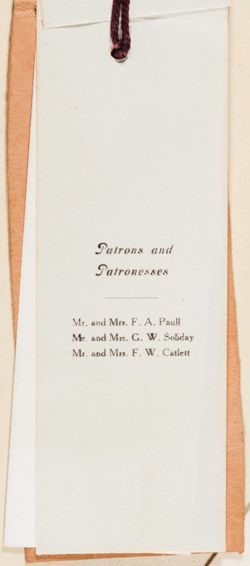 Patrons and
Patronesses
Mr. and Mrs. F. A. Paull
Mr. and Mrs. G. W. Soliday
Mr. and Mrs. F. W. Catlett